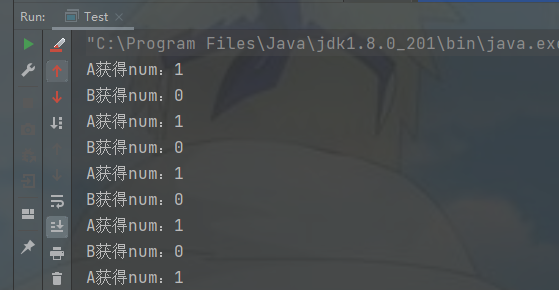 Run: Test
"C:\Program Files\Java\jdk1.8.0_201\bin\java.exe
A获得num：1
B获得num：0
A获得num：1
B获得num：0
A获得num：1
B获得num：0
A获得num：1
B获得num：0
A获得num：1